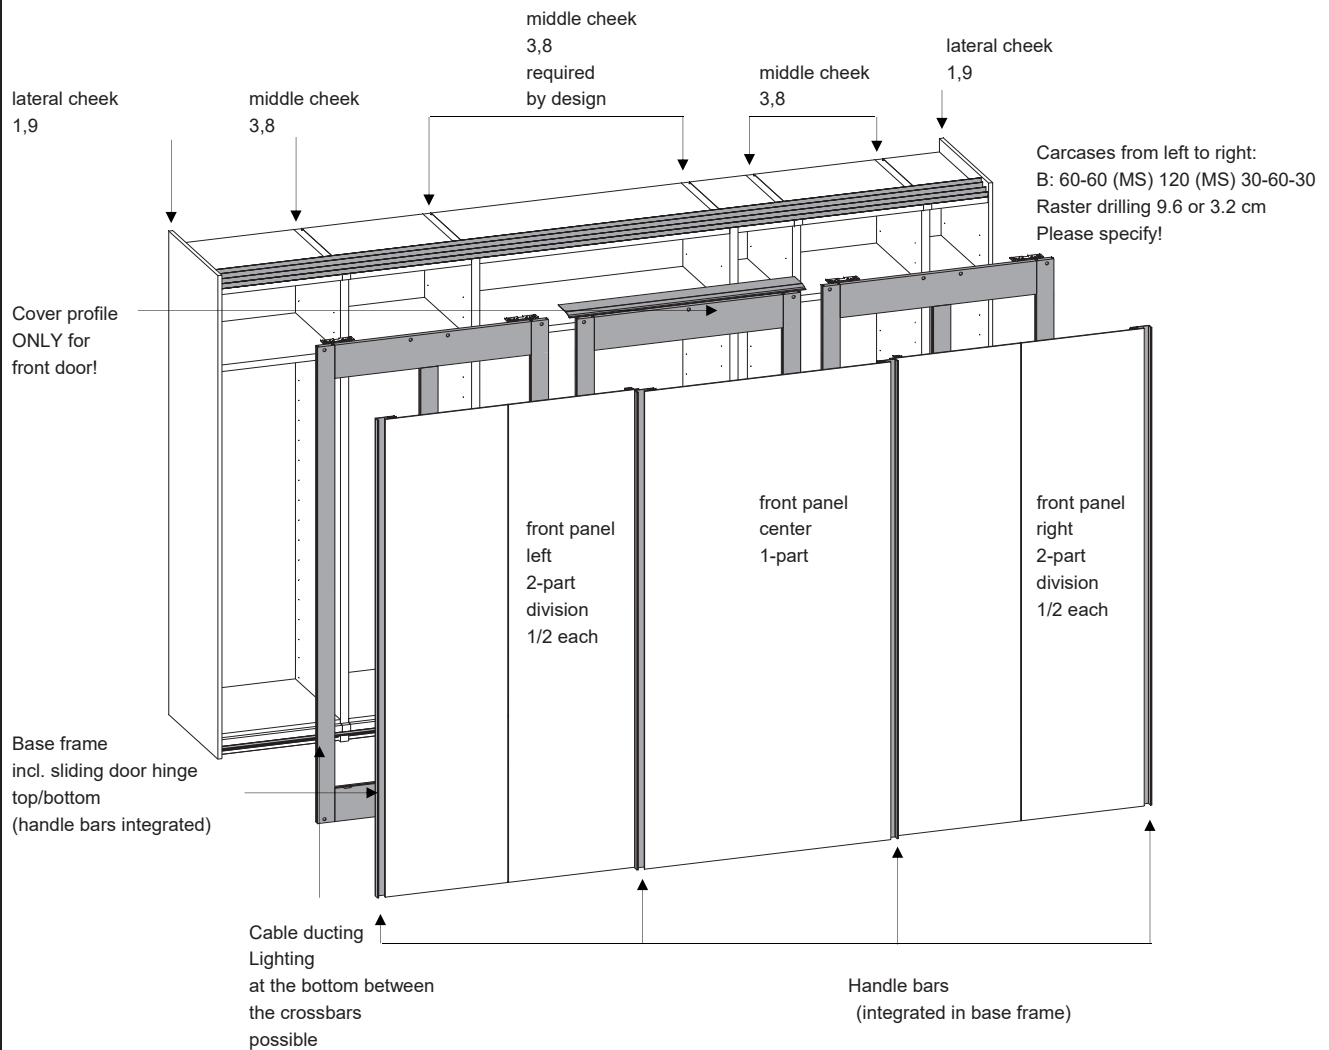 middle cheek
3,8
required
by design
lateral cheek
1,9
middle cheek
3,8
lateral cheek
1,9
middle cheek
3,8
Carcases from left to right:
B: 60-60 (MS) 120 (MS) 30-60-30
Raster drilling 9.6 or 3.2 cm
Please specify!
Cover profile
ONLY for
front door!
front panel
left
2-part
division
1/2 each
front panel
center
1-part
front panel
right
2-part
division
1/2 each
Base frame
incl. sliding door hinge
top/bottom
(handle bars integrated)
Cable ducting
Lighting
at the bottom between
the crossbars
possible
Handle bars
(integrated in base frame)